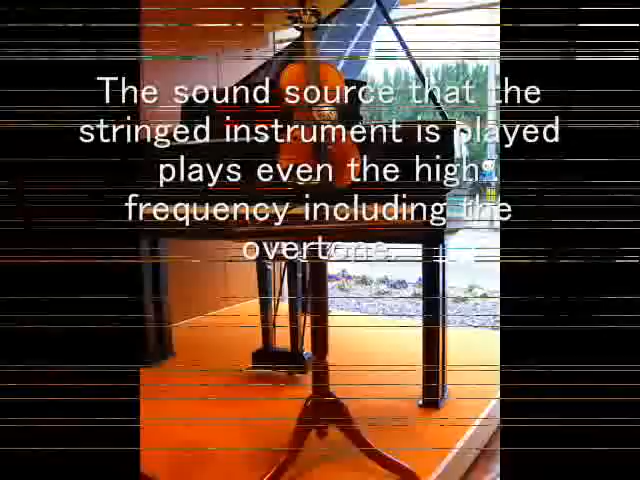 The sound source that the
stringed instrument is played
plays even the high
frequency including the
overtone.